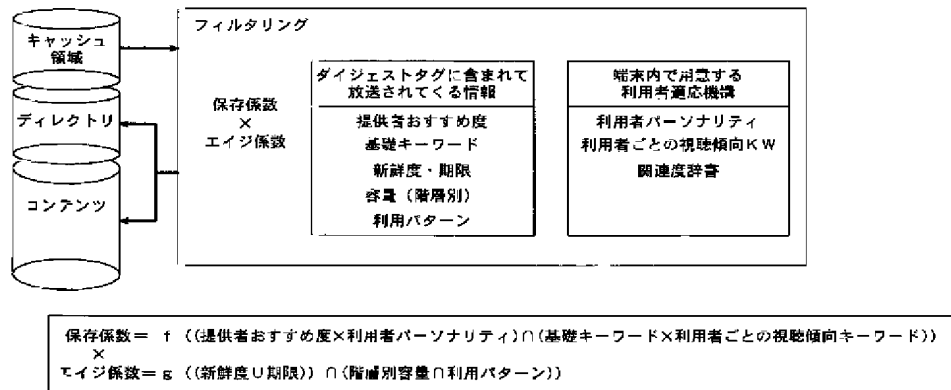 キャッシュ
領域
ディレクトリ
コンテンツ
フィルタリング
保存係数
×
エイジ係数
ダイジェストタグに含まれて
放送されてくる情報
提供者おすすめ度
基礎キーワード
新鮮度・期限
容量（階層別）
利用パターン
端末内で用意する
利用者適応機構
利用者パーソナリティ
利用者ごとの視聴傾向KW
関連度辞書
保存係数＝ f ((提供者おすすめ度×利用者パーソナリティ)∩(基礎キーワード×利用者ごとの視聴傾向キーワード))
×
エイジ係数＝g ((新鮮度∪期限)) ∩(階層別容量∩利用パターン))